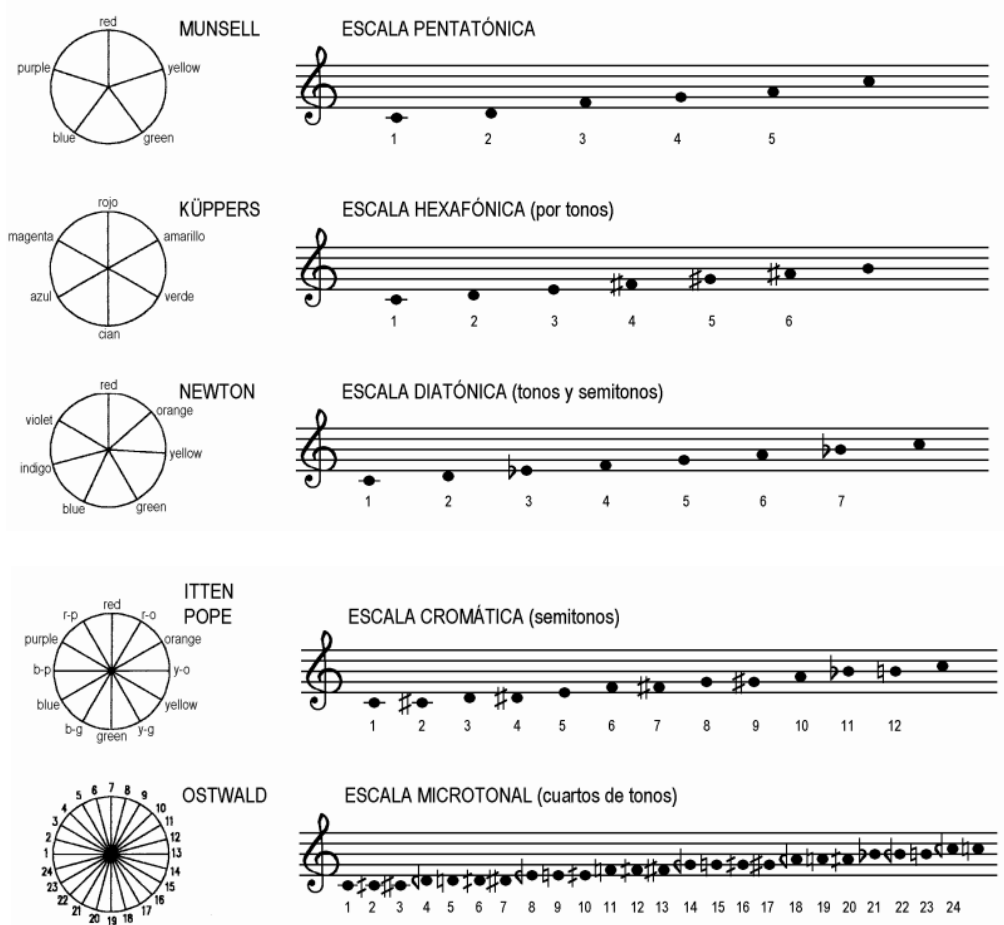 red
MUNSELL
ESCALA PENTATÓNICA
purple
yellow
blue
green
1 2 3 4 5
rojo
KÜPPERS
ESCALA HEXAFÓNICA (por tonos)
magenta
amarillo
azul
verde
cian
1 2 3 4 5 6
red
NEWTON
ESCALA DIATÓNICA (tonos y semitonos)
violet
orange
indigo
yellow
blue
green
1 2 3 4 5 6 7
ITTEN
POPE
ESCALA CROMÁTICA (semitonos)
red
r-p r-o
purple orange
b-p y-o
blue yellow
b-g y-g
green
1 2 3 4 5 6 7 8 9 10 11 12
OSTWALD
ESCALA MICROTONAL (cuartos de tonos)
1 2 3 4 5 6 7 8 9 10 11 12 13 14 15 16 17 18 19 20 21 22 23 24
1 2 3 4 5 6 7 8 9 10 11 12 13 14 15 16 17 18 19 20 21 22 23 24